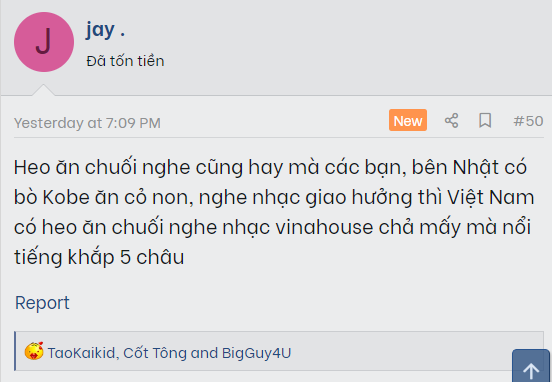 J
jay .
Đã tốn tiền
Yesterday at 7:09 PM
New
#50
Heo ăn chuối nghe cũng hay mà các bạn, bên Nhật có
bò Kobe ăn cỏ non, nghe nhạc giao hưởng thì Việt Nam
có heo ăn chuối nghe nhạc vinahouse chả mấy mà nổi
tiếng khắp 5 châu
Report
TaoKaikid, Cốt Tông and BigGuy4U